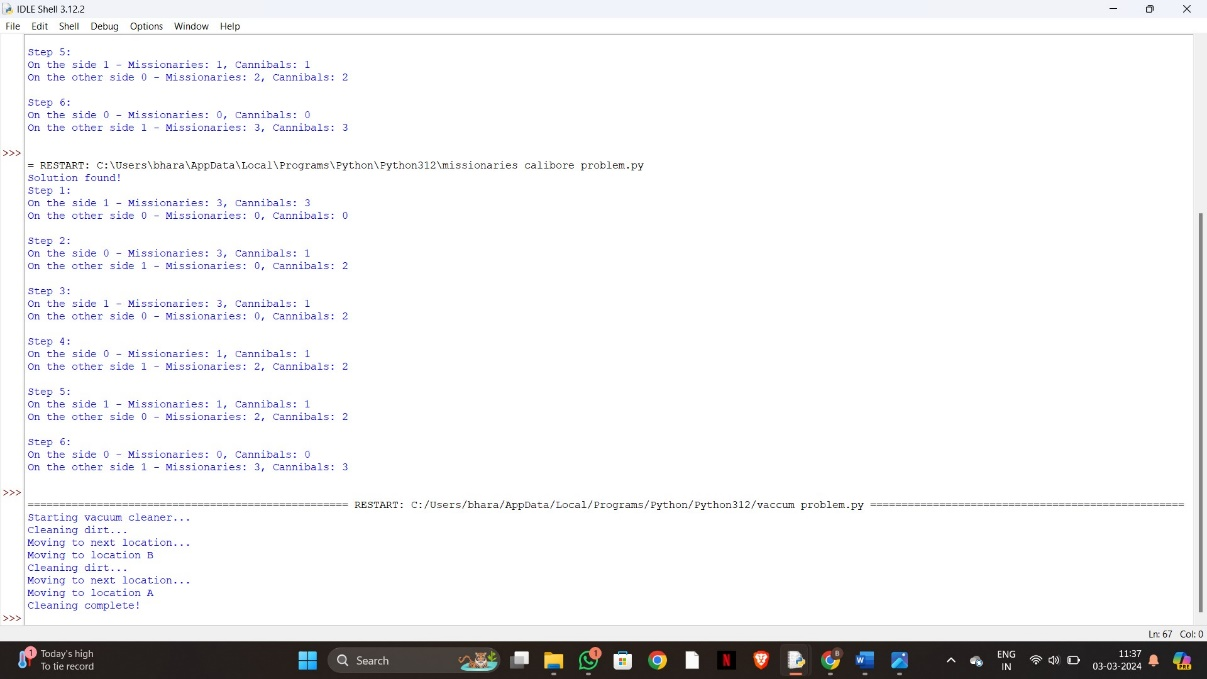 IDLE Shell 3.12.2
File Edit Shell Debug Options Window Help
Step 5:
On the side 1 - Missionaries: 1, Cannibals: 1
On the other side 0 - Missionaries: 2, Cannibals: 2
Step 6:
On the side 0 - Missionaries: 0, Cannibals: 0
On the other side 1 - Missionaries: 3, Cannibals: 3
>>>
= RESTART: C:\Users\bhara\AppData\Local\Programs\Python\Python312\missionaries calibore problem.py
Solution found!
Step 1:
On the side 1 - Missionaries: 3, Cannibals: 3
On the other side 0 - Missionaries: 0, Cannibals: 0
Step 2:
On the side 0 - Missionaries: 3, Cannibals: 1
On the other side 1 - Missionaries: 0, Cannibals: 2
Step 3:
On the side 1 - Missionaries: 3, Cannibals: 1
On the other side 0 - Missionaries: 0, Cannibals: 2
Step 4:
On the side 0 - Missionaries: 1, Cannibals: 1
On the other side 1 - Missionaries: 2, Cannibals: 2
Step 5:
On the side 1 - Missionaries: 1, Cannibals: 1
On the other side 0 - Missionaries: 2, Cannibals: 2
Step 6:
On the side 0 - Missionaries: 0, Cannibals: 0
On the other side 1 - Missionaries: 3, Cannibals: 3
>>>
================================================== RESTART: C:/Users/bhara/AppData/Local/Programs/Python/Python312/vaccum problem.py ==================================================
Starting vacuum cleaner...
Cleaning dirt...
Moving to next location...
Moving to location B
Cleaning dirt...
Moving to next location...
Moving to location A
Cleaning complete!
>>>
Ln: 67 Col: 0
1 Today's high
To tie record
Search
1
ENG
IN
11:37
03-03-2024